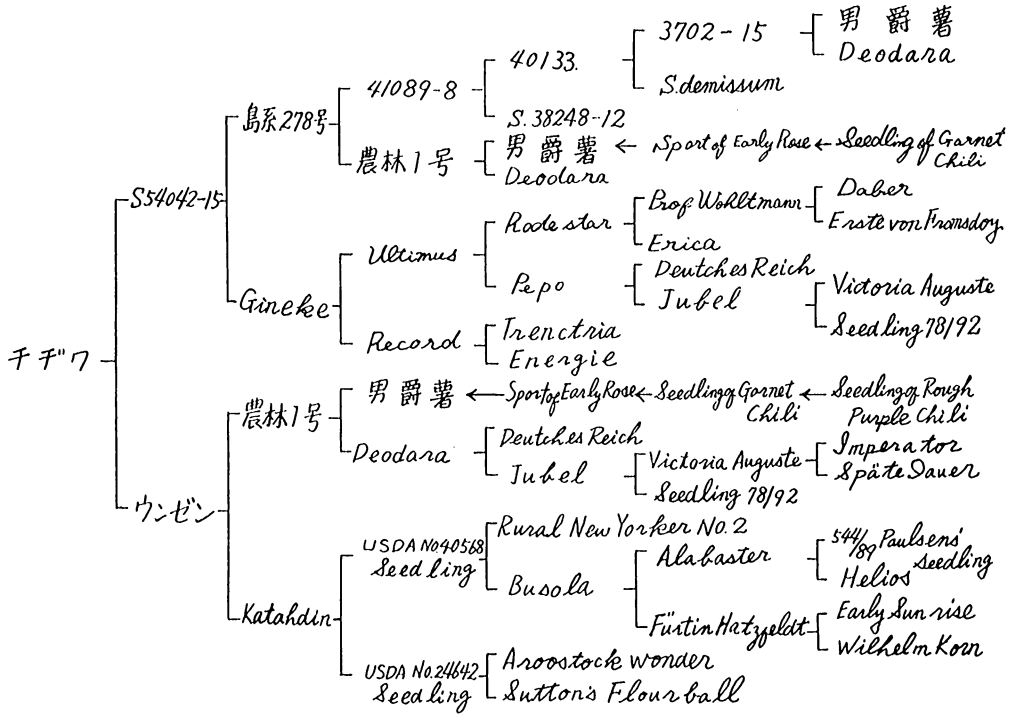 3702-15
男爵薯
Deodara
40133.
S.demissum
41089-8
S.38248-12
島系278号
農林1号
男爵薯 ← Sport of Early Rose ← Seedling of Garnet
Chili
Deodara
S54042-15
Daber
Prof. Wohltmann
Erste von Fromsdoy
Rode star
Erica
Ultimus
Deutches Reich
Pepo
Jubel
Victoria Auguste
Seedling 78/92
Gineke
Trenctria
Record
Energie
チヂワ
男爵薯 ← Sport of Early Rose ← Seedling of Garnet
Chili
← Seedling of Rough
Purple Chili
農林1号
Deutches Reich
Deodara
Jubel
Victoria Auguste
Imperator
Späte Dauer
Seedling 78/92
ウンゼン
Rural New Yorker No.2
USDA No.40568
Seedling
Alabaster
544/89 Paulsens'
seedling
Helios
Busola
Early Sun rise
Fürtin Hatzfeldt
Wilhelm Korn
Katahdin
Aroostock wonder
USDA No.24642
Seedling
Sutton's Flourball